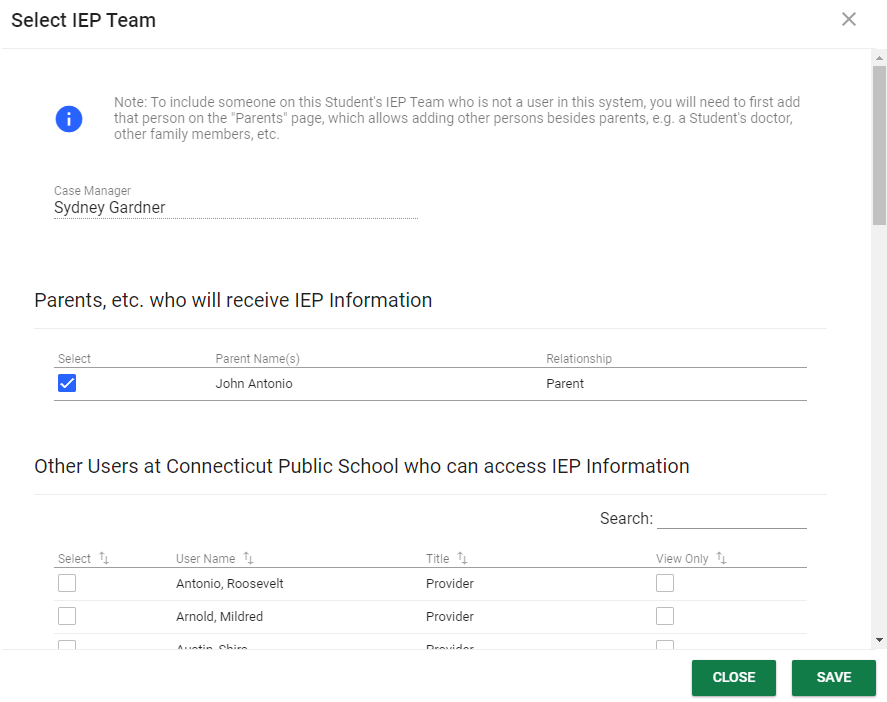 Select IEP Team
Note: To include someone on this Student's IEP Team who is not a user in this system, you will need to first add
that person on the "Parents" page, which allows adding other persons besides parents, e.g. a Student's doctor,
other family members, etc.
Case Manager
Sydney Gardner
Parents, etc. who will receive IEP Information
Select Parent Name(s) Relationship
John Antonio Parent
Other Users at Connecticut Public School who can access IEP Information
Search:
Select User Name Title View Only
Antonio, Roosevelt Provider
Arnold, Mildred Provider
Austin, Shira Provider
CLOSE SAVE